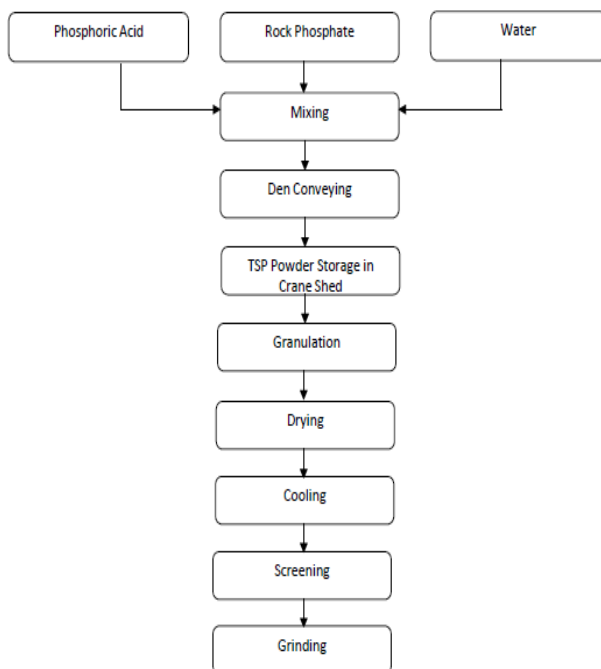 Phosphoric Acid
Rock Phosphate
Water
Mixing
Den Conveying
TSP Powder Storage in
Crane Shed
Granulation
Drying
Cooling
Screening
Grinding